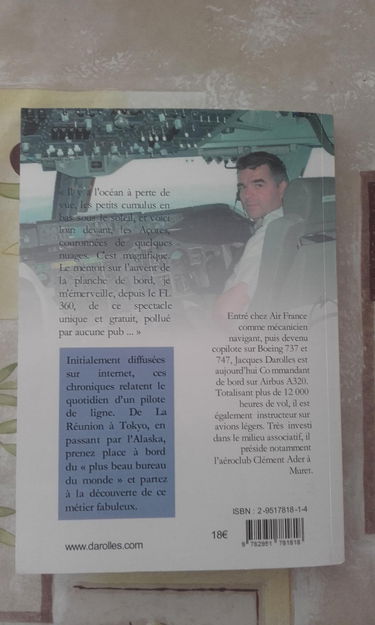 « Il y a l'océan à perte de
vue, les petits cumulus en
bas sous le soleil, et voici
loin devant, les Açores,
couronnées de quelques
nuages. C'est magnifique.
Le menton sur l'auvent de
la planche de bord, je
m'émerveille, depuis le FL
360, de ce spectacle
unique et gratuit, pollué
par aucune pub ... »
Initialement diffusées
sur internet, ces
chroniques relatent le
quotidien d'un pilote
de ligne. De La
Réunion à Tokyo, en
passant par l'Alaska,
prenez place à bord
du « plus beau bureau
du monde » et partez
à la découverte de ce
métier fabuleux.
www.darolles.com
Entré chez Air France
comme mécanicien
navigant, puis devenu
copilote sur Boeing 737 et
747, Jacques Darolles est
aujourd'hui Commandant
de bord sur Airbus A320.
Totalisant plus de 12 000
heures de vol, il est
également instructeur sur
avions légers. Très investi
dans le milieu associatif, il
préside notamment
l'aéroclub Clément Ader à
Muret.
ISBN : 2-9517818-1-4
18€
9 782951 781818